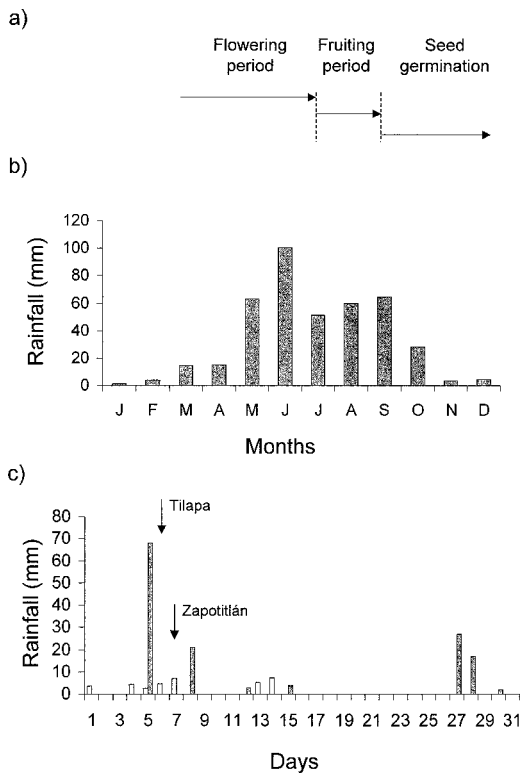 a)
Flowering Fruiting Seed
period period germination
b)
120
100
80
60
40
20
0
Rainfall (mm)
J F M A M J J A S O N D
Months
c)
Tilapa
Zapotitlán
80
70
60
50
40
30
20
10
0
Rainfall (mm)
1 3 5 7 9 11 13 15 17 19 21 23 25 27 29 31
Days